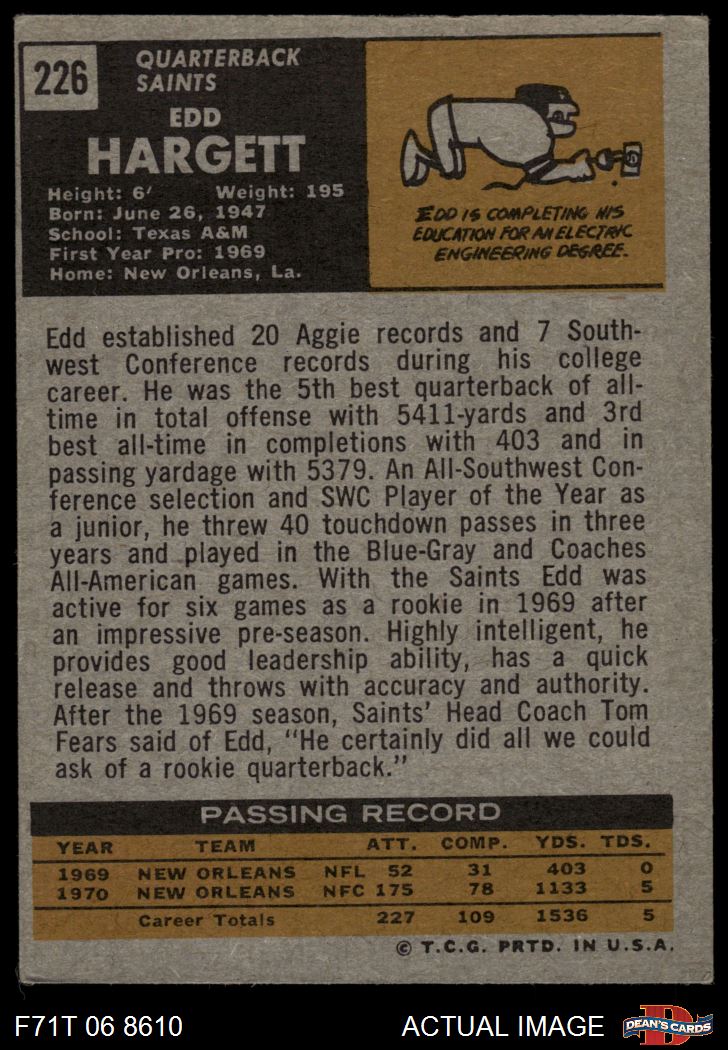 226
QUARTERBACK
SAINTS
EDD
HARGETT
Height: 6' Weight: 195
Born: June 26, 1947
School: Texas A&M
First Year Pro: 1969
Home: New Orleans, La.
EDD IS COMPLETING HIS
EDUCATION FOR AN ELECTRIC
ENGINEERING DEGREE.
Edd established 20 Aggie records and 7 South-
west Conference records during his college
career. He was the 5th best quarterback of all-
time in total offense with 5411-yards and 3rd
best all-time in completions with 403 and in
passing yardage with 5379. An All-Southwest Con-
ference selection and SWC Player of the Year as
a junior, he threw 40 touchdown passes in three
years and played in the Blue-Gray and Coaches
All-American games. With the Saints Edd was
active for six games as a rookie in 1969 after
an impressive pre-season. Highly intelligent, he
provides good leadership ability, has a quick
release and throws with accuracy and authority.
After the 1969 season, Saints' Head Coach Tom
Fears said of Edd, "He certainly did all we could
ask of a rookie quarterback."
PASSING RECORD
YEAR TEAM ATT. COMP. YDS. TDS.
1969 NEW ORLEANS NFL 52 31 403 0
1970 NEW ORLEANS NFC 175 78 1133 5
Career Totals 227 109 1536 5
© T.C.G. PRTD. IN U.S.A.
F71T 06 8610 ACTUAL IMAGE
D
DEAN'S CARDS